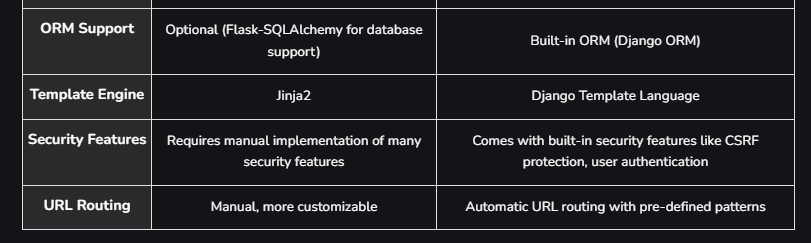 ORM Support
Optional (Flask-SQLAlchemy for database
support)
Built-in ORM (Django ORM)
Template Engine
Jinja2
Django Template Language
Security Features
Requires manual implementation of many
security features
Comes with built-in security features like CSRF
protection, user authentication
URL Routing
Manual, more customizable
Automatic URL routing with pre-defined patterns